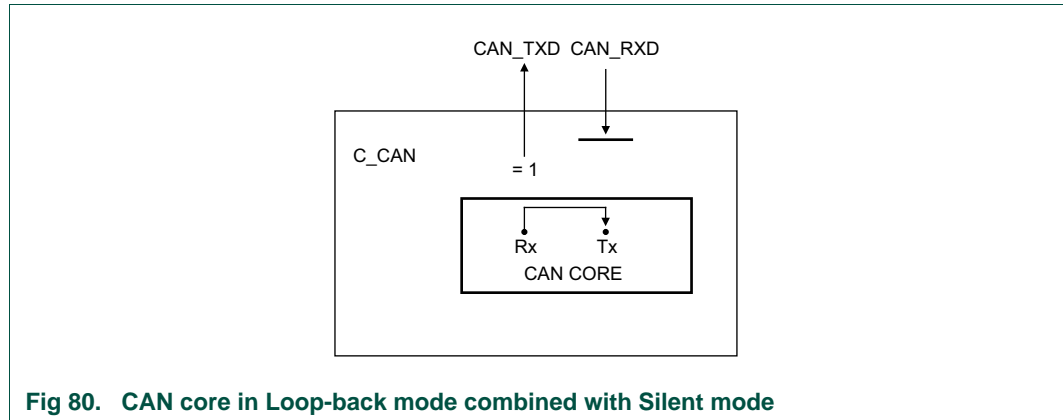 CAN_TXD CAN_RXD
C_CAN
= 1
Rx Tx
CAN CORE
Fig 80. CAN core in Loop-back mode combined with Silent mode